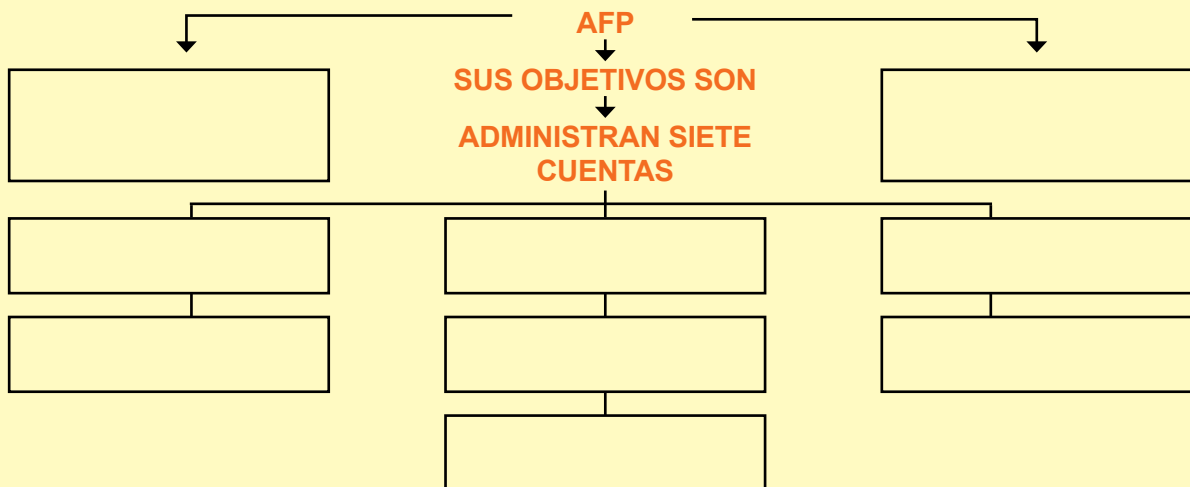 AFP
SUS OBJETIVOS SON
ADMINISTRAN SIETE
CUENTAS